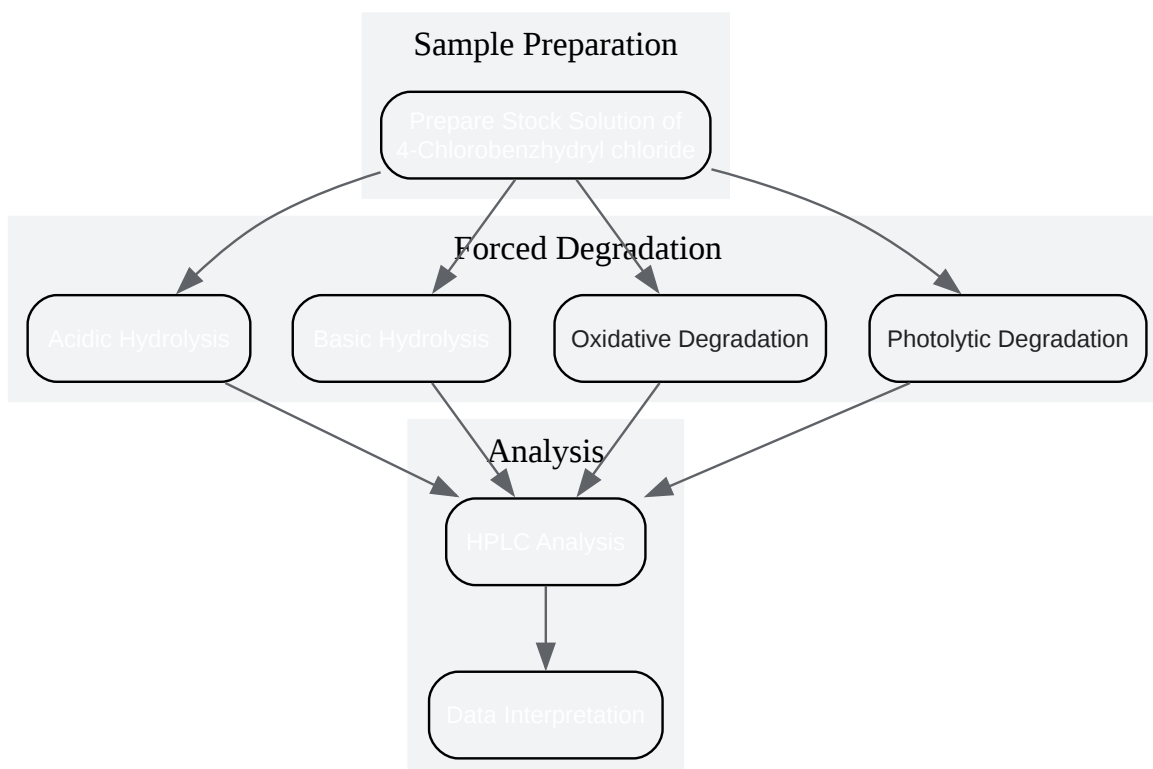 Sample Preparation
Prepare Stock Solution of
4-Chlorobenzhydryl chloride
Forced Degradation
Acidic Hydrolysis
Basic Hydrolysis
Oxidative Degradation
Photolytic Degradation
Analysis
HPLC Analysis
Data Interpretation